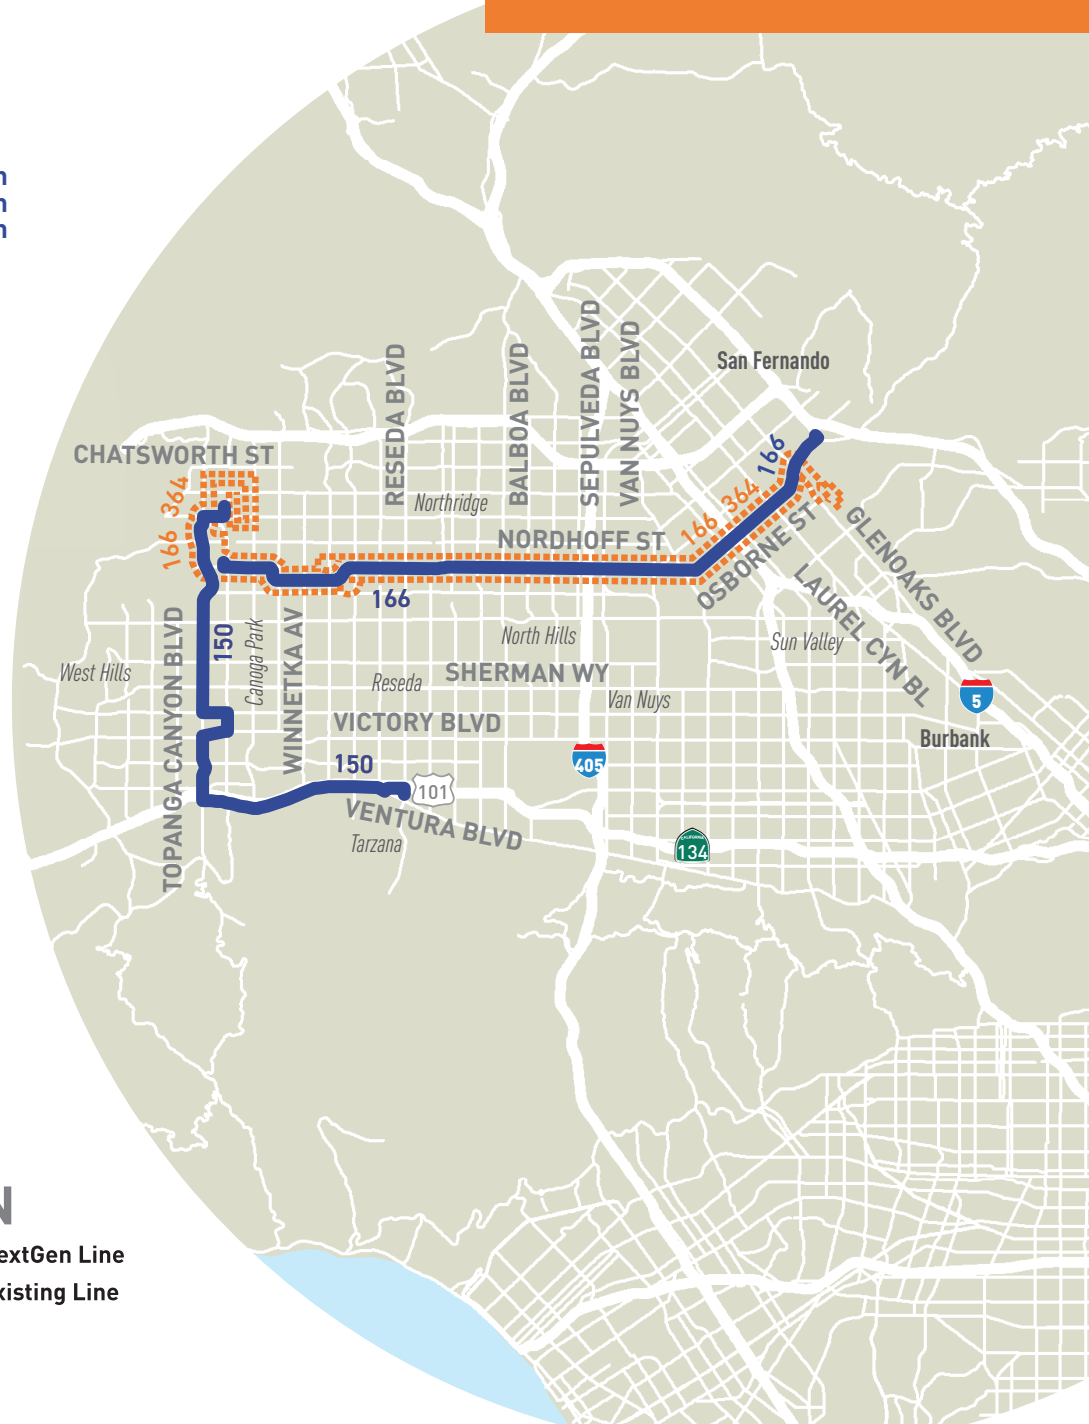 San Fernando
RESEDA BLVD
BALBOA BLVD
SEPULVEDA BLVD
VAN NUYS BLVD
CHATSWORTH ST
166
364
166
Northridge
NORDHOFF ST
166 364
166
OSBORNE ST
GLENOAKS BLVD
LAUREL CYN BL
166
150
Canoga Park
North Hills
Sun Valley
West Hills
TOPANGA CANYON BLVD
WINNETKA AV
Reseda
SHERMAN WY
Van Nuys
VICTORY BLVD
5
Burbank
150
405
101
VENTURA BLVD
Tarzana
CALIFORNIA
134
N
extGen Line
xisting Line